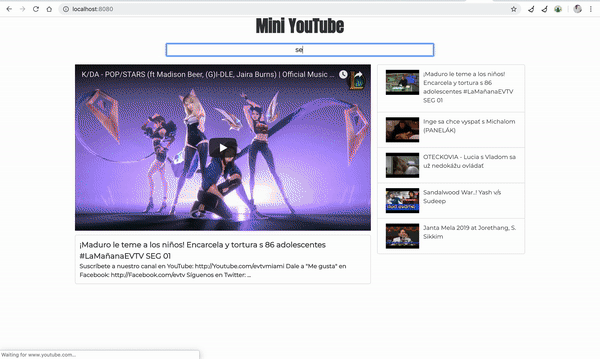 localhost:8080
Mini YouTube
se
K/DA - POP/STARS (ft Madison Beer, (G)I-DLE, Jaira Burns) | Official Music ...
¡Maduro le teme a los niños! Encarcela y tortura s 86 adolescentes
#LaMañanaEVTV SEG 01
Suscríbete a nuestro canal en YouTube: http://Youtube.com/evtvmiami Dale a "Me gusta" en
Facebook: http://Facebook.com/evtv Síguenos en Twitter: ...
¡Maduro le teme a los niños!
Encarcela y tortura s 86
adolescentes #LaMañanaEVTV
SEG 01
Inge sa chce vyspat s Michalom
(PANELÁK)
OTECKOVIA - Lucia s Vladom sa
už nedokážu ovládať
Sandalwood War..! Yash v/s
Sudeep
Janta Mela 2019 at Jorethang, S.
Sikkim
Waiting for www.youtube.com...